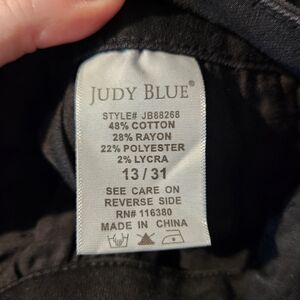 JUDY BLUE®
STYLE# JB88268
48% COTTON
28% RAYON
22% POLYESTER
2% LYCRA
13 / 31
SEE CARE ON
REVERSE SIDE
RN# 116380
MADE IN CHINA